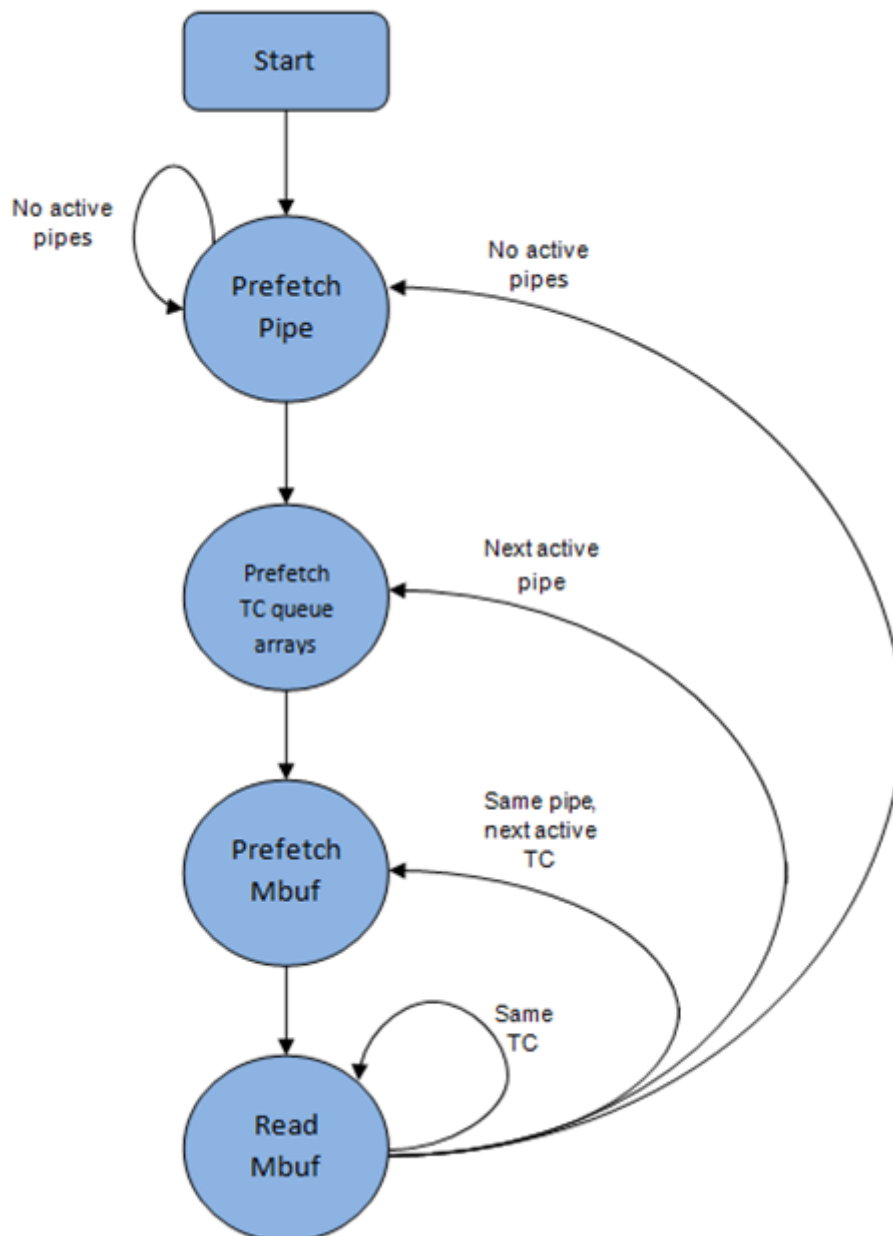 Start
No active
pipes
No active
pipes
Prefetch
Pipe
Next active
pipe
Prefetch
TC queue
arrays
Same pipe,
next active
TC
Prefetch
Mbuf
Same
TC
Read
Mbuf